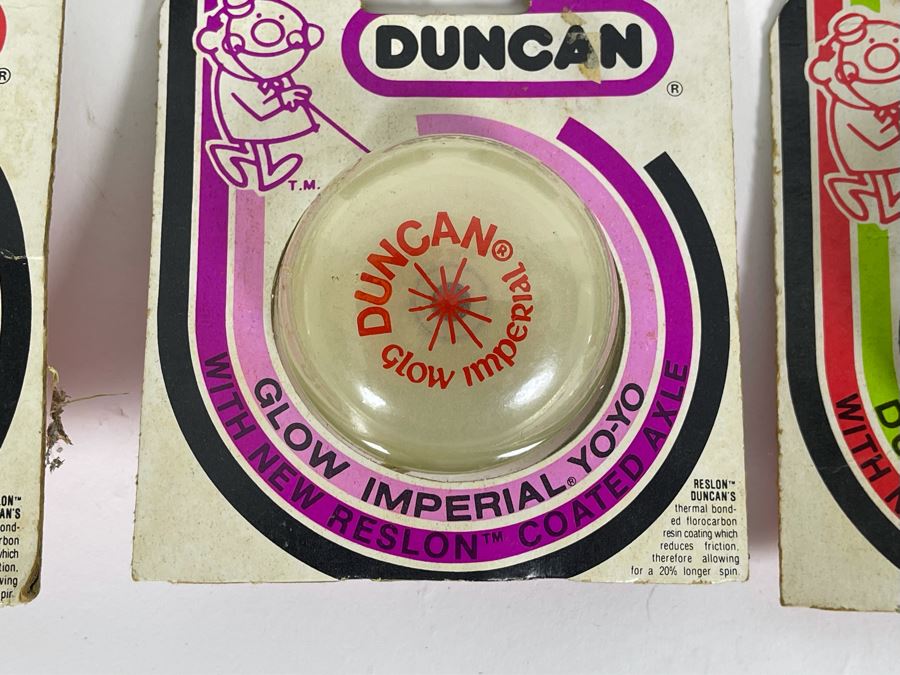 DUNCAN
®
®
T.M.
DUNCAN®
GLOW IMPERIAL
GLOW IMPERIAL® YO-YO
WITH NEW RESLON™ COATED AXLE
RESLON™
DUNCAN'S
thermal bond-
ed florocarbon
resin coating which
reduces friction,
therefore allowing
for a 20% longer spin.
WITH